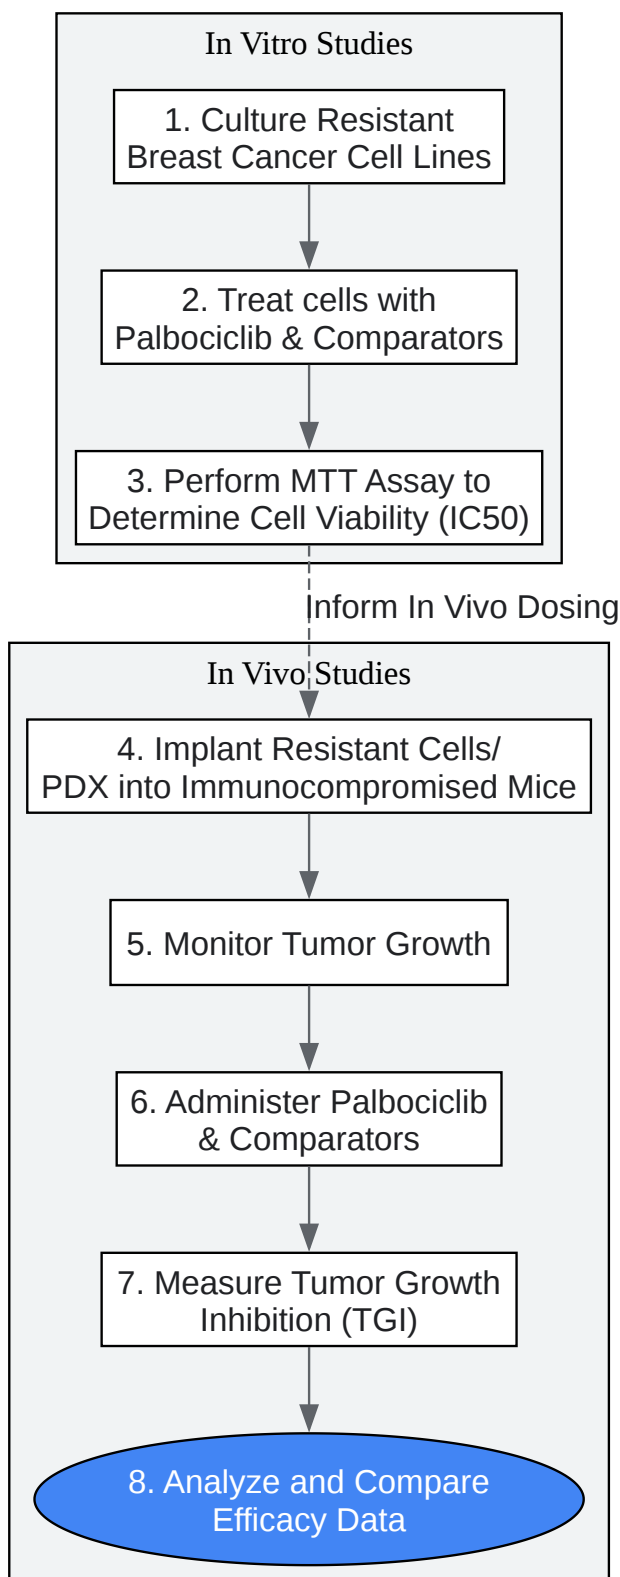 In Vitro Studies
1. Culture Resistant
Breast Cancer Cell Lines
2. Treat cells with
Palbociclib & Comparators
3. Perform MTT Assay to
Determine Cell Viability (IC50)
Inform In Vivo Dosing
In Vivo Studies
4. Implant Resistant Cells/
PDX into Immunocompromised Mice
5. Monitor Tumor Growth
6. Administer Palbociclib
& Comparators
7. Measure Tumor Growth
Inhibition (TGI)
8. Analyze and Compare
Efficacy Data